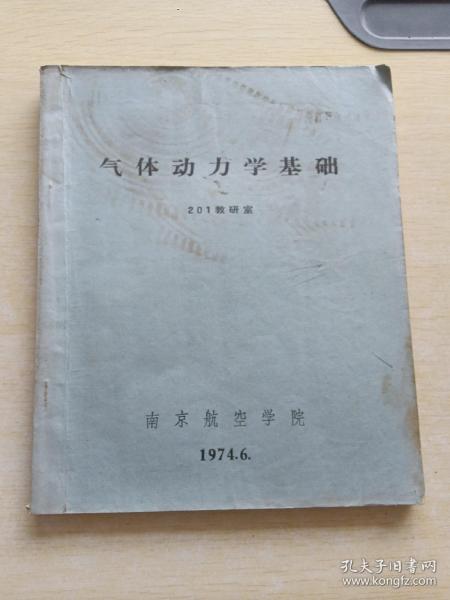 气体动力学基础
201教研室
南京航空学院
1974.6.
孔夫子旧书网
www.kongfz.com